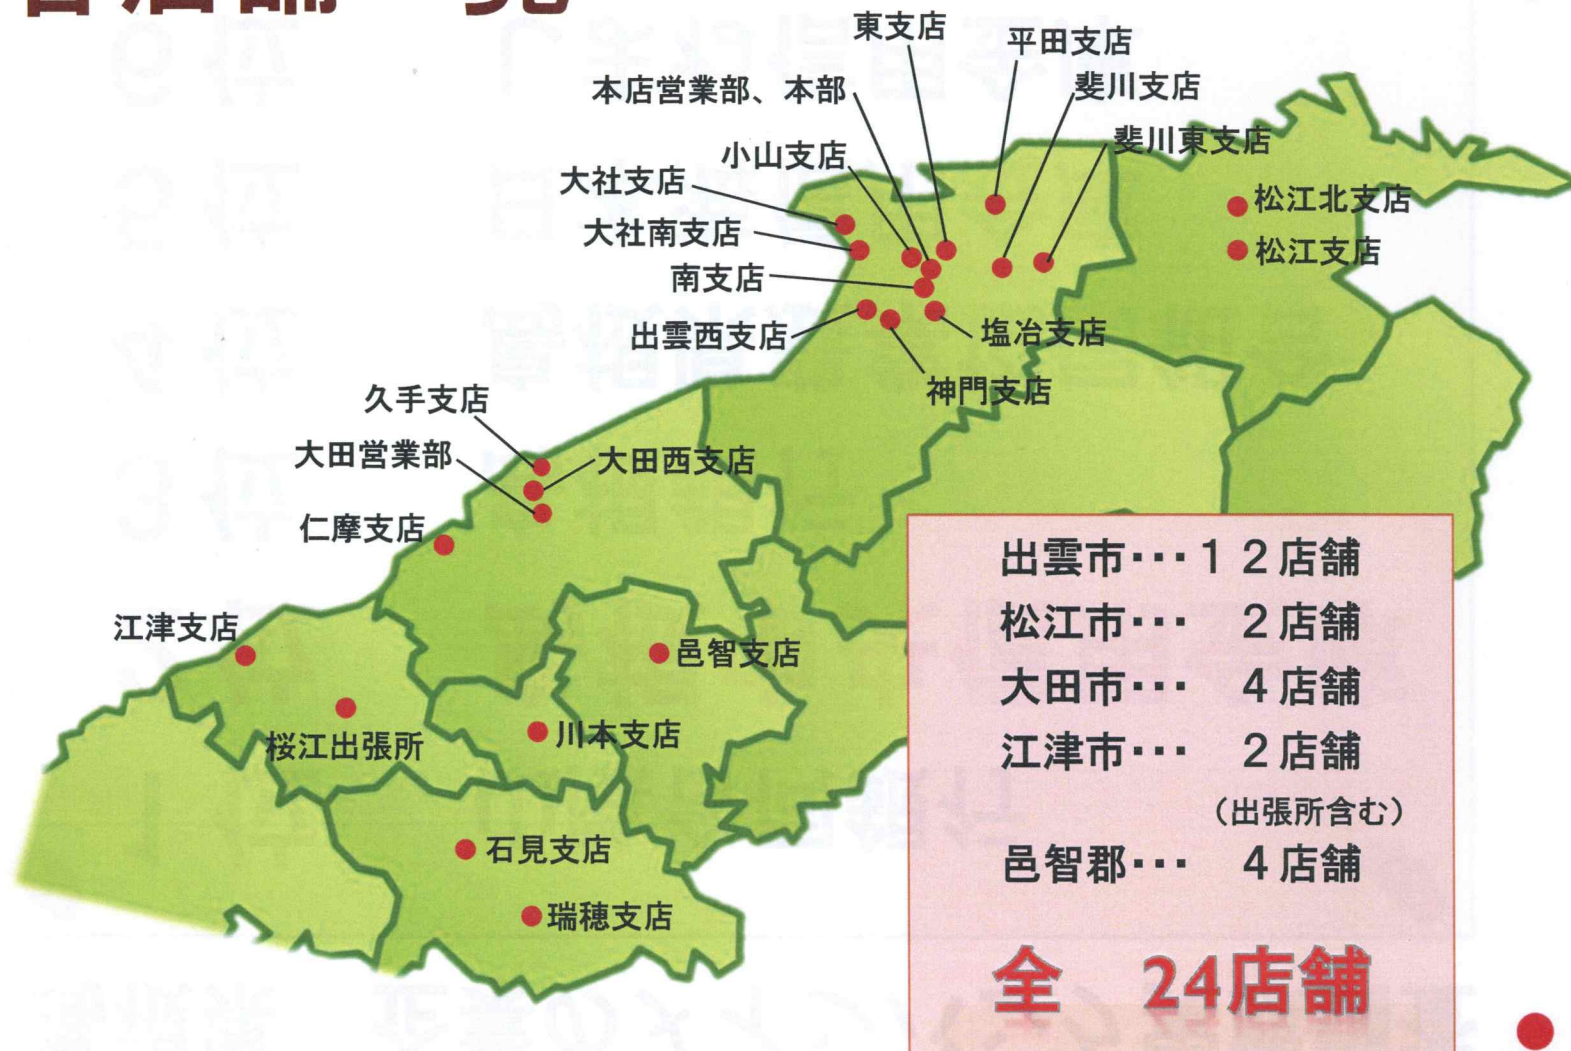 店舗一覧
東支店
平田支店
本店営業部、本部
斐川支店
小山支店
斐川東支店
大社支店
松江北支店
大社南支店
松江支店
南支店
出雲西支店
塩冶支店
神門支店
久手支店
大田営業部
大田西支店
仁摩支店
江津支店
邑智支店
桜江出張所
川本支店
石見支店
瑞穂支店
出雲市･･･１２店舗
松江市･･･　２店舗
大田市･･･　４店舗
江津市･･･　２店舗
（出張所含む）
邑智郡･･･　４店舗
全　24店舗